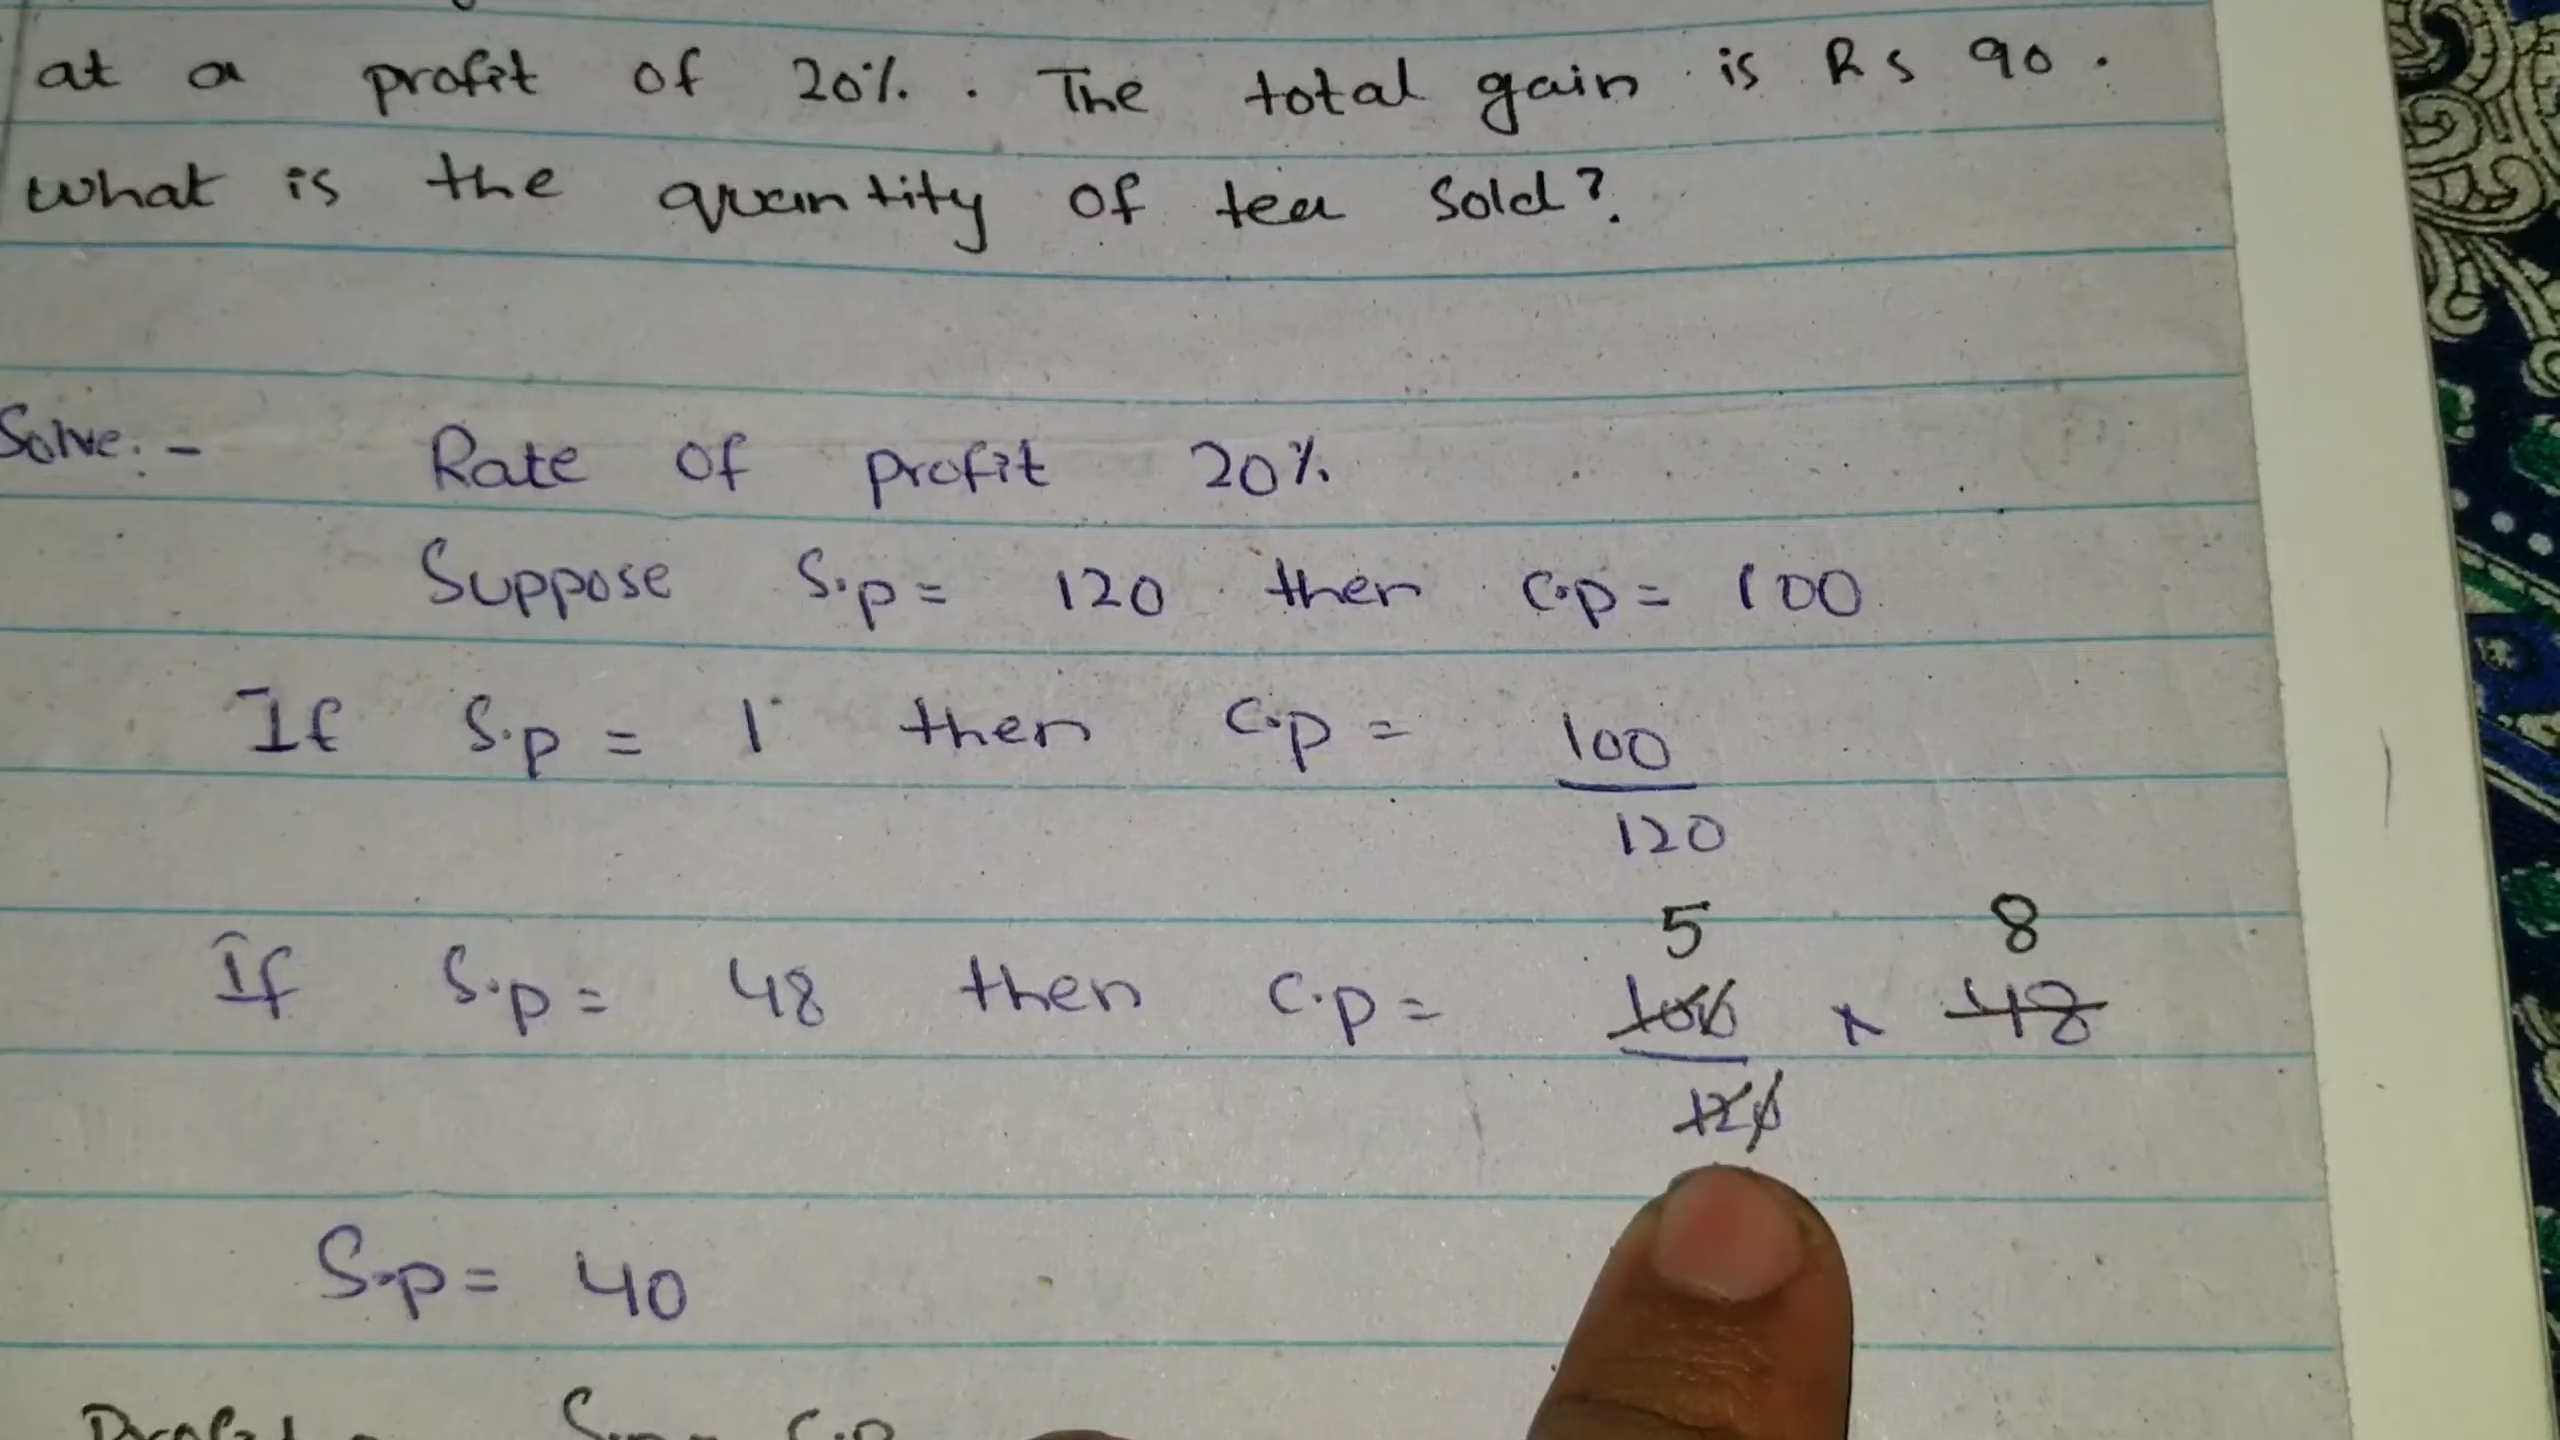 at a profit of 20%. The total gain is Rs 90.
what is the quantity of tea sold?
Solve:- Rate of profit 20%
Suppose S.p = 120 then C.p = 100
If S.p = 1 then C.p = 100
120
5 8
If S.p = 48 then C.p = 100 x 48
120
S.p = 40
Profit = S.p - C.p